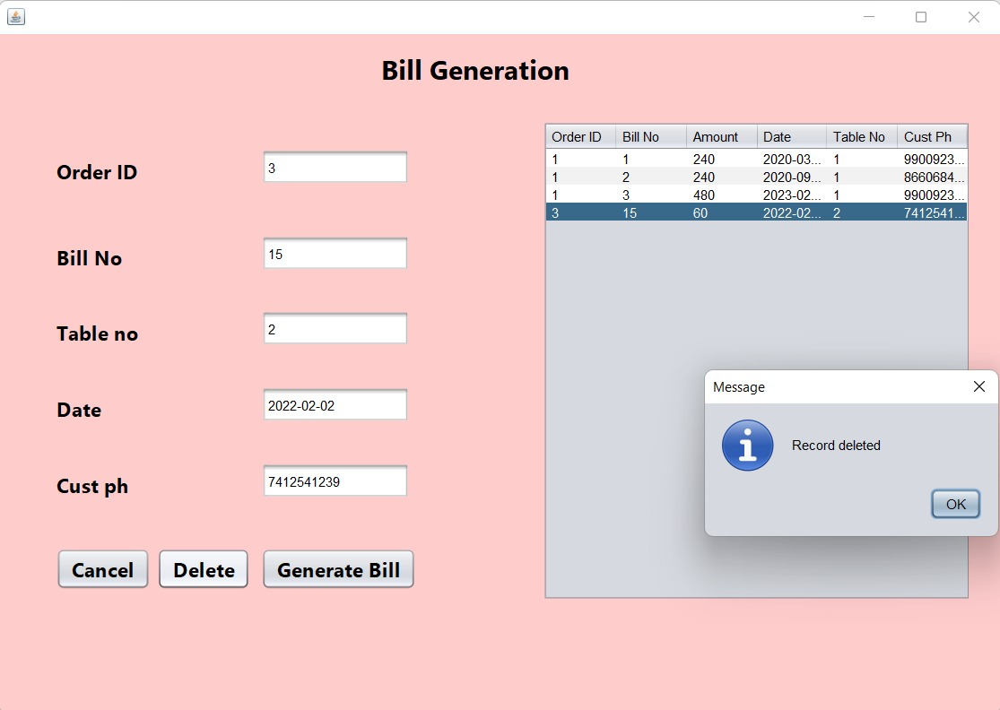 Bill Generation
Order ID 3
Bill No 15
Table no 2
Date 2022-02-02
Cust ph 7412541239
Cancel Delete Generate Bill
Order ID Bill No Amount Date Table No Cust Ph
1 1 240 2020-03... 1 9900923...
1 2 240 2020-09... 1 8660684...
1 3 480 2023-02... 1 9900923...
3 15 60 2022-02... 2 7412541...
Message
Record deleted
OK